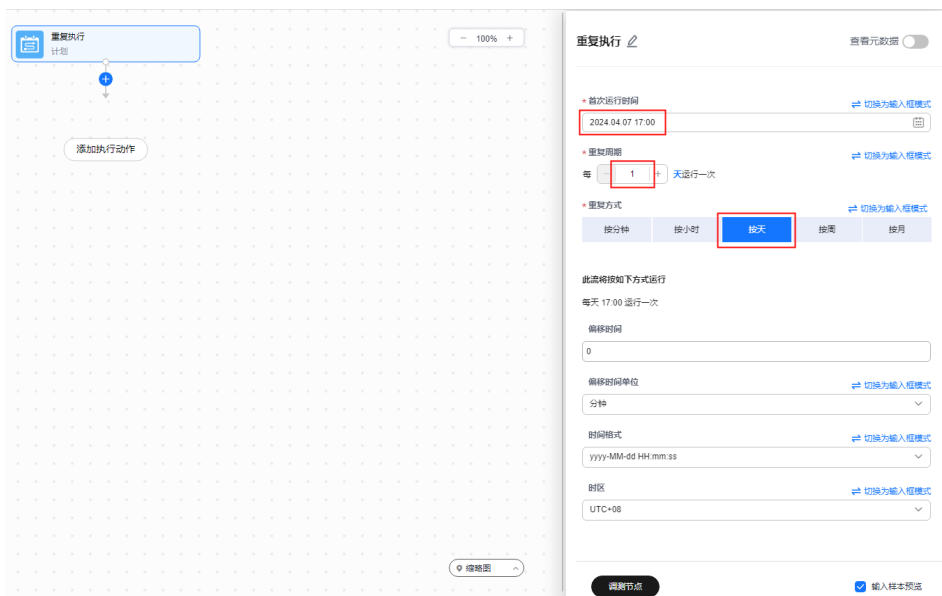 重复执行
计划
- 100% +
添加执行动作
缩略图
重复执行
查看元数据
* 首次运行时间
切换为输入框模式
2024.04.07 17:00
* 重复周期
切换为输入框模式
每 - 1 + 天运行一次
* 重复方式
切换为输入框模式
按分钟 按小时 按天 按周 按月
此流将按如下方式运行
每天 17:00 运行一次
偏移时间
0
偏移时间单位
切换为输入框模式
分钟
时间格式
切换为输入框模式
yyyy-MM-dd HH:mm:ss
时区
切换为输入框模式
UTC+08
调测节点
输入样本预览